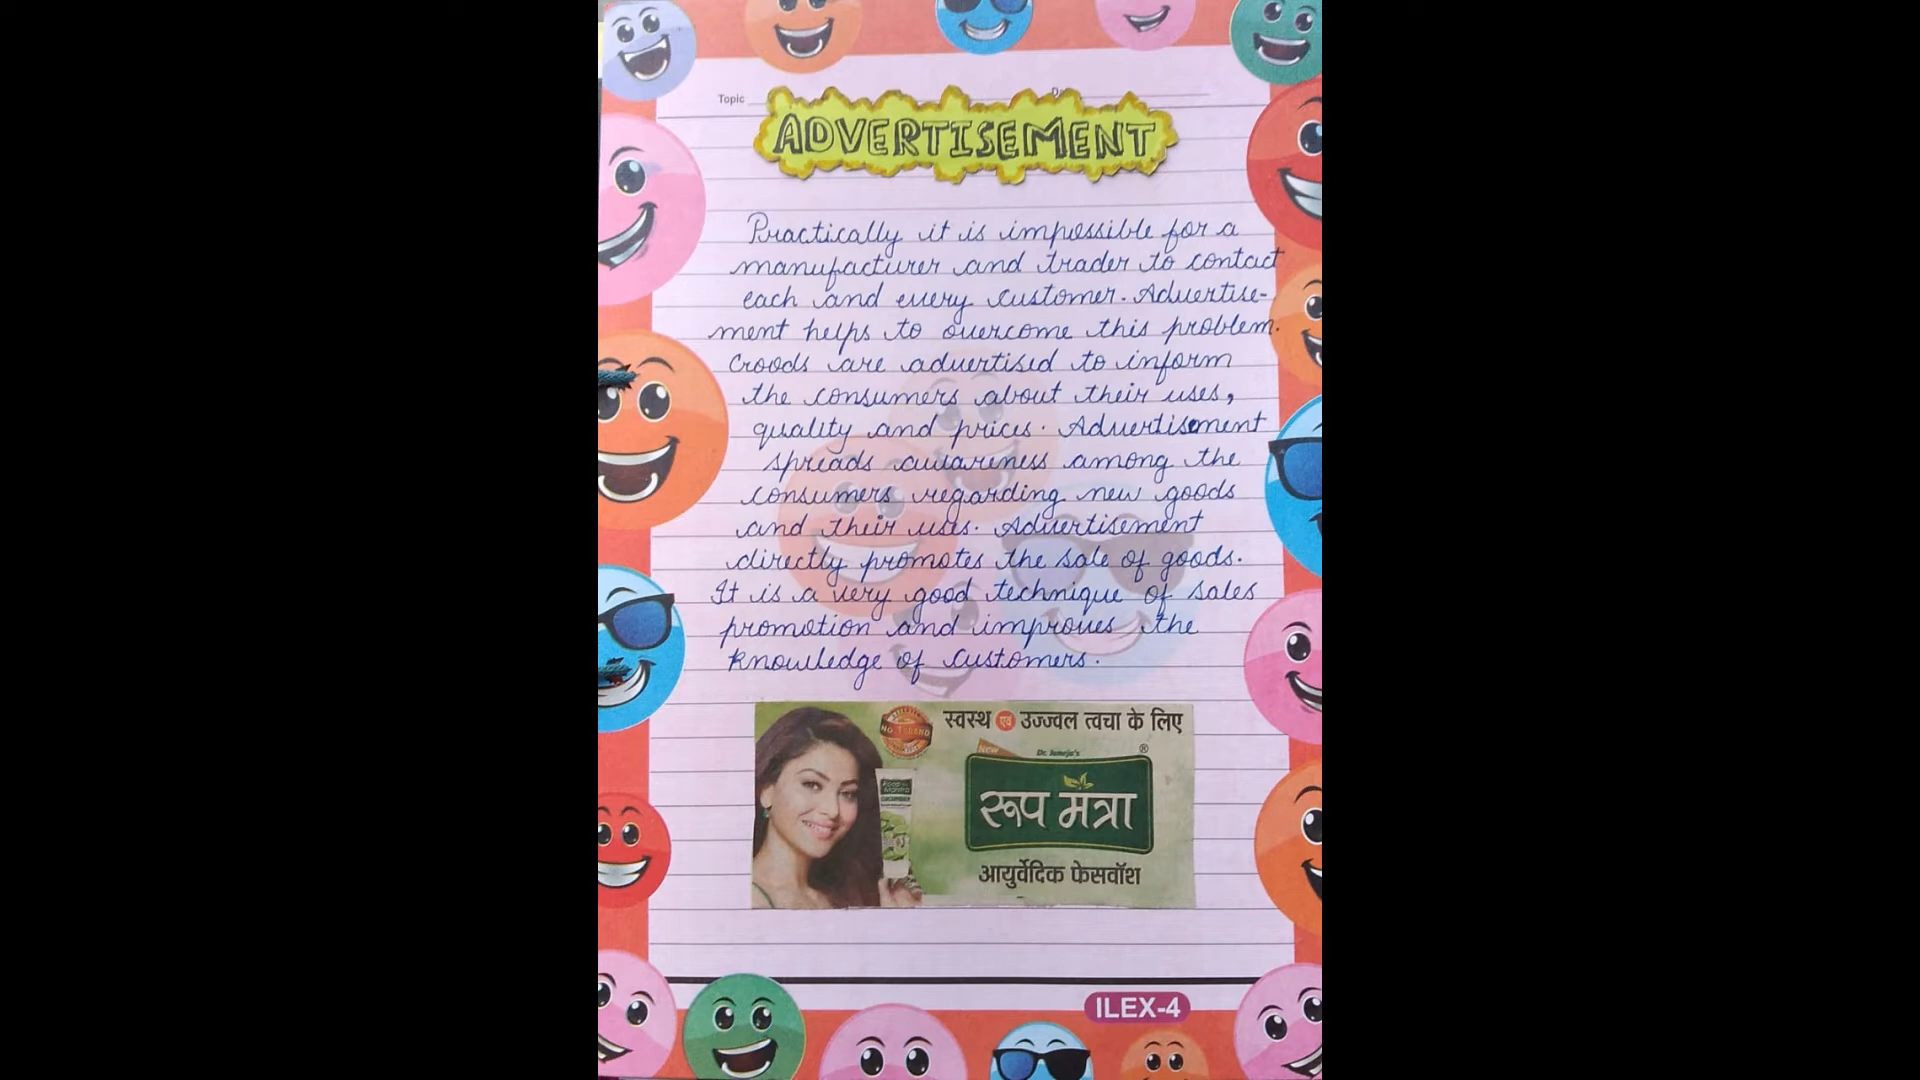 Topic
ADVERTISEMENT
Practically it is impossible for a
manufacturer and trader to contact
each and every customer. Advertise-
ment helps to overcome this problem.
Goods are advertised to inform
the consumers about their uses,
quality and prices. Advertisement
spreads awareness among the
consumers regarding new goods
and their uses. Advertisement
directly promotes the sale of goods.
It is a very good technique of sales
promotion and improves the
knowledge of customers.
स्वस्थ एवं उज्ज्वल त्वचा के लिए
NO.1 BRAND
New
Dr. Juneja's
®
रूप मंत्रा
आयुर्वेदिक फेसवॉश
ILEX-4